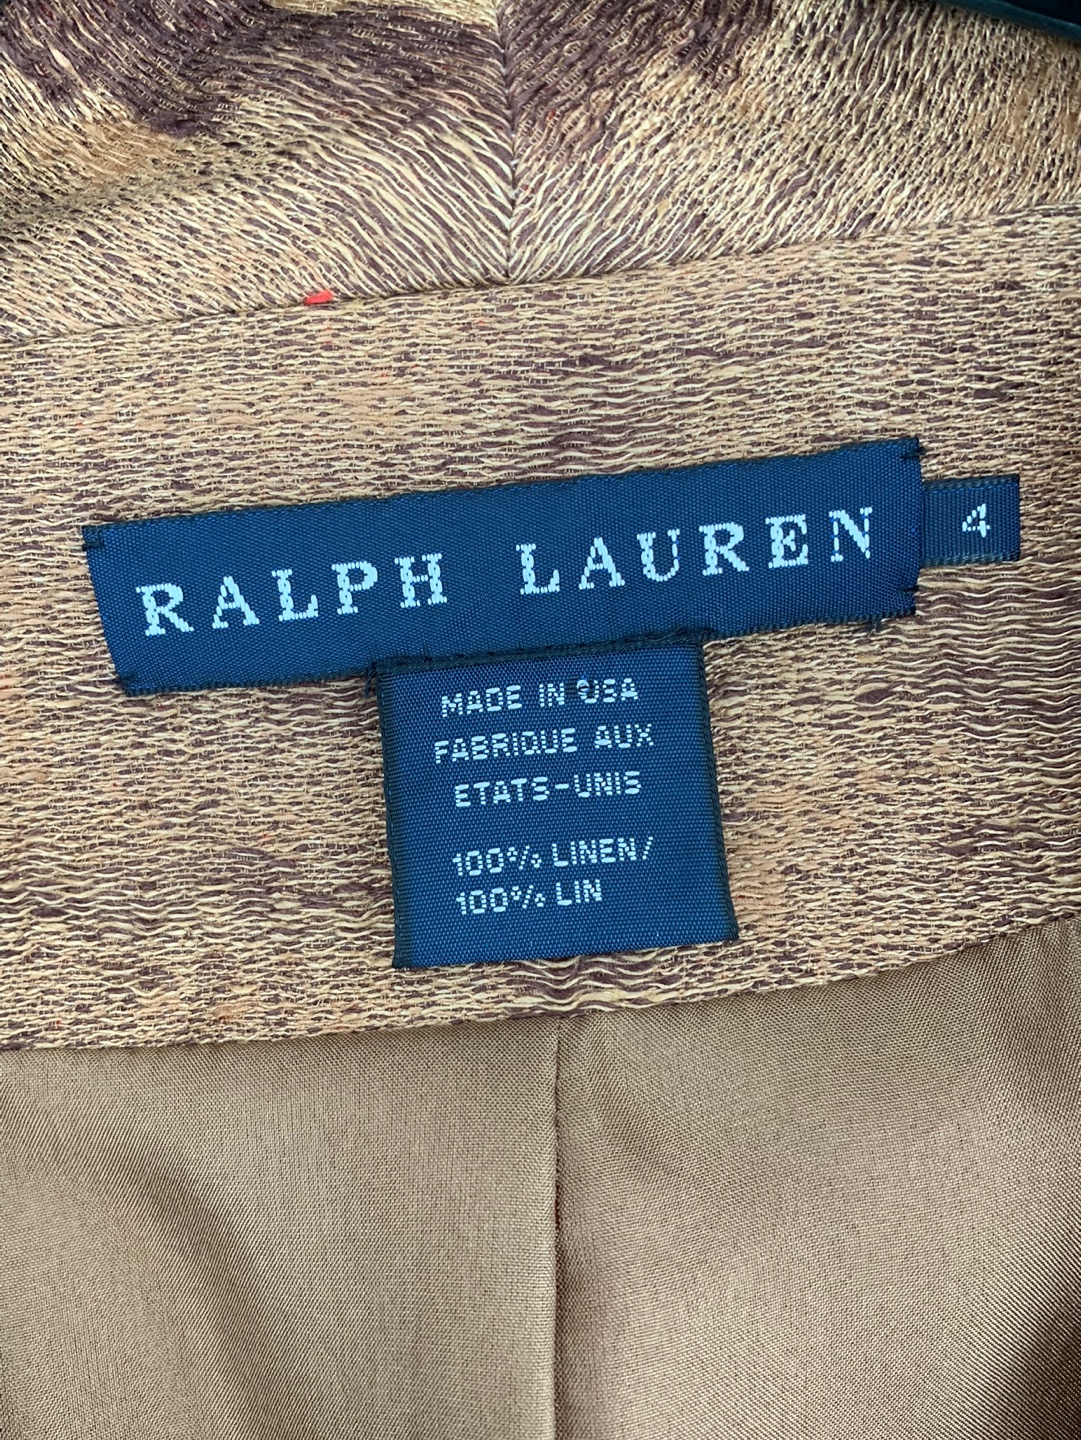 RALPH LAUREN
4
MADE IN USA
FABRIQUE AUX
ETATS-UNIS
100% LINEN/
100% LIN